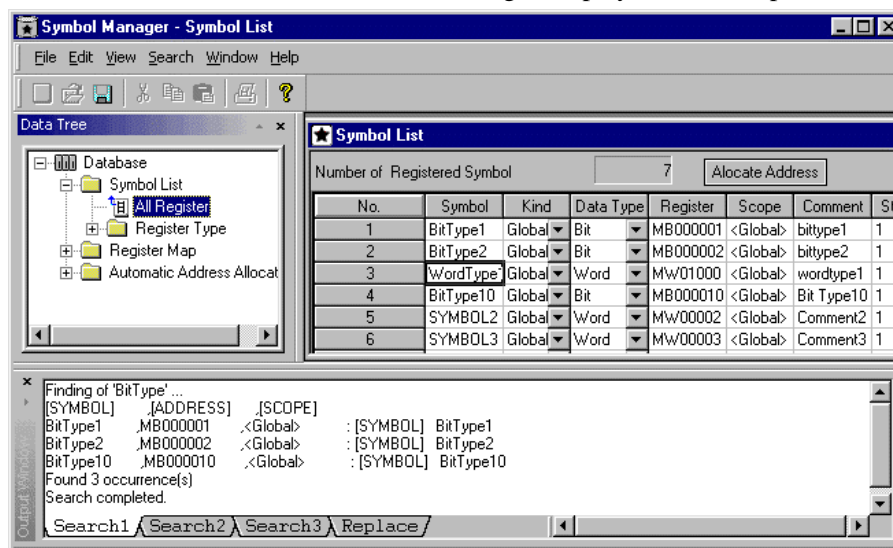 Symbol Manager - Symbol List
File Edit View Search Window Help
Data Tree
Database
Symbol List
All Register
Register Type
Register Map
Automatic Address Allocat
Symbol List
Number of Registered Symbol 7 Alocate Address
No. Symbol Kind Data Type Register Scope Comment
1 BitType1 Global Bit MB000001 <Global> bittype1 1
2 BitType2 Global Bit MB000002 <Global> bittype2 1
3 WordType Global Word MW01000 <Global> wordtype1 1
4 BitType10 Global Bit MB000010 <Global> Bit Type10 1
5 SYMBOL2 Global Word MW00002 <Global> Comment2 1
6 SYMBOL3 Global Word MW00003 <Global> Comment3 1
Output Window
Finding of 'BitType' ...
[SYMBOL] ,[ADDRESS] ,[SCOPE]
BitType1 ,MB000001 ,<Global> : [SYMBOL] BitType1
BitType2 ,MB000002 ,<Global> : [SYMBOL] BitType2
BitType10 ,MB000010 ,<Global> : [SYMBOL] BitType10
Found 3 occurrence(s)
Search completed.
Search1 Search2 Search3 Replace